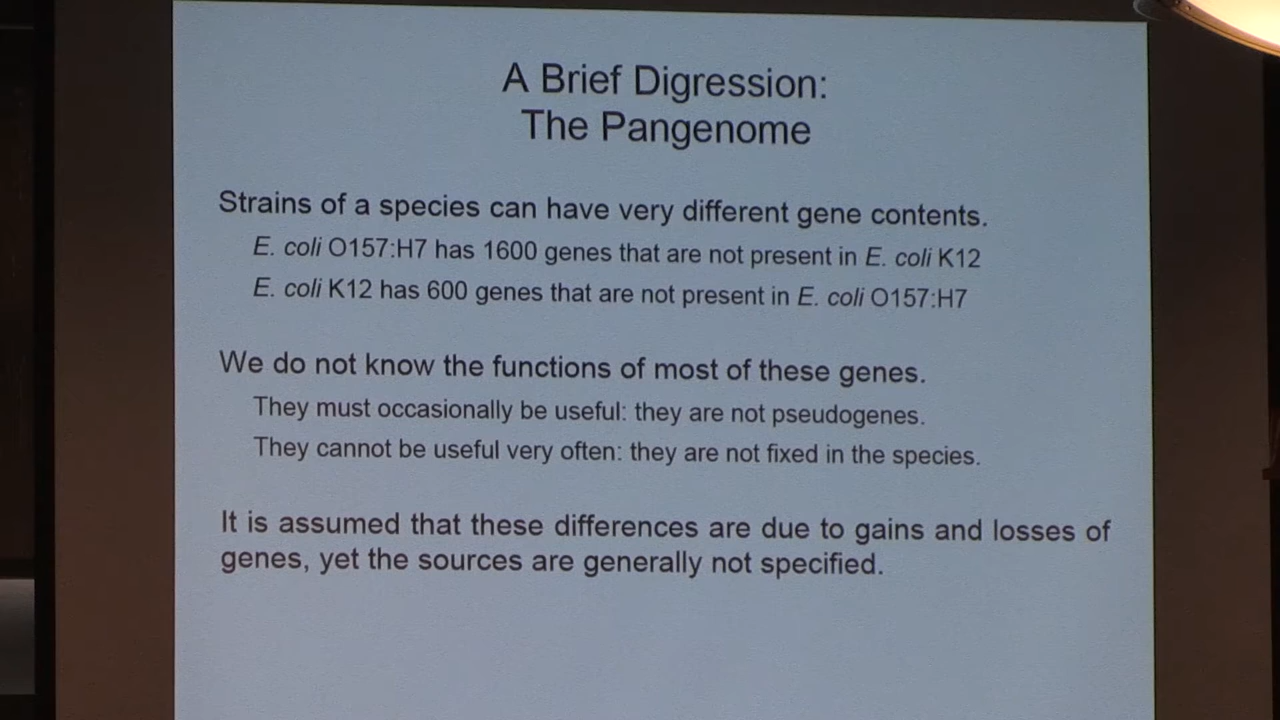 A Brief Digression:
The Pangenome
Strains of a species can have very different gene contents.
E. coli O157:H7 has 1600 genes that are not present in E. coli K12
E. coli K12 has 600 genes that are not present in E. coli O157:H7
We do not know the functions of most of these genes.
They must occasionally be useful: they are not pseudogenes.
They cannot be useful very often: they are not fixed in the species.
It is assumed that these differences are due to gains and losses of
genes, yet the sources are generally not specified.